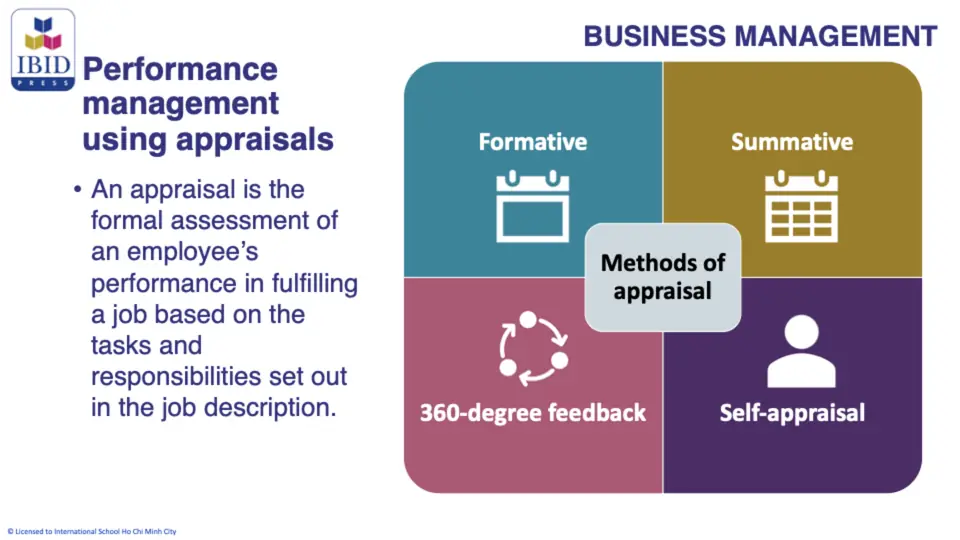 IBID
PRESS
BUSINESS MANAGEMENT
Performance
management
using appraisals
• An appraisal is the
formal assessment of
an employee’s
performance in fulfilling
a job based on the
tasks and
responsibilities set out
in the job description.
Formative
Summative
Methods of
appraisal
360-degree feedback
Self-appraisal
© Licensed to International School Ho Chi Minh City